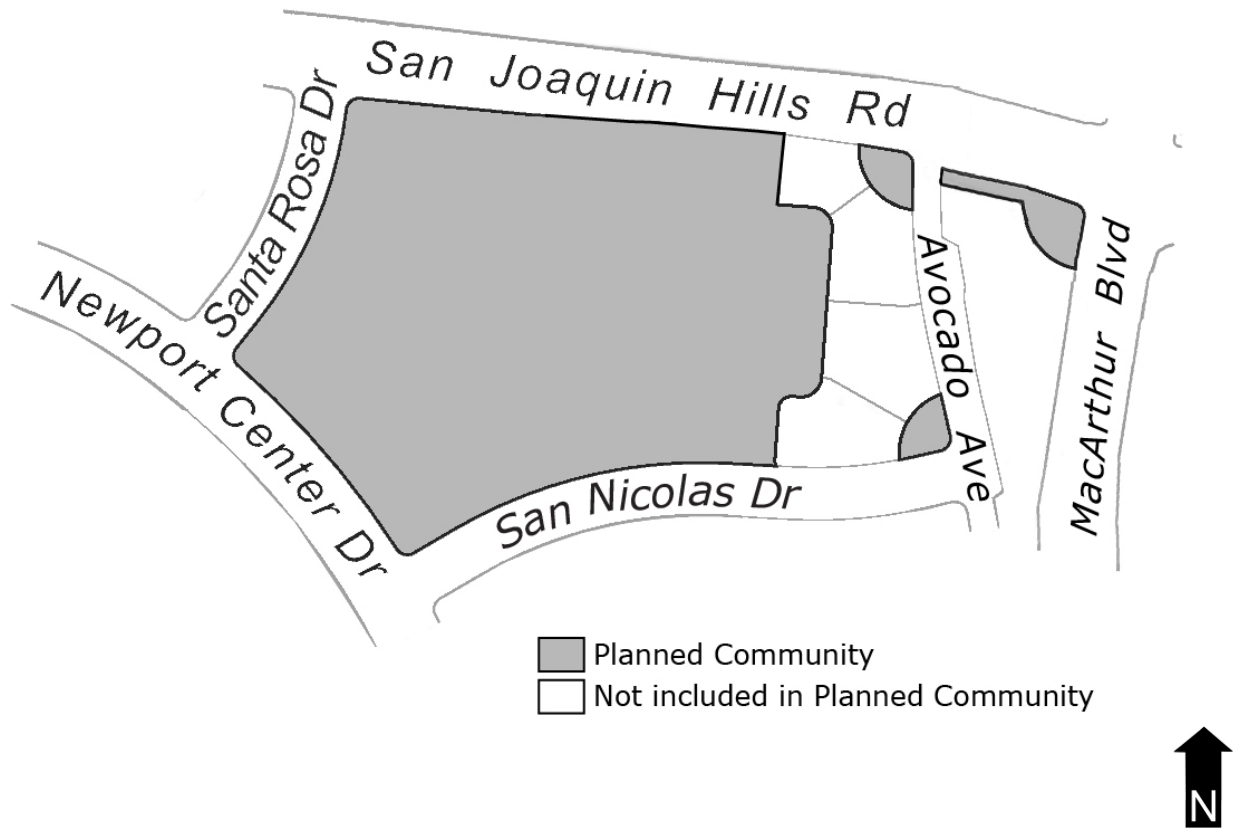 San Joaquin Hills Rd
Santa Rosa Dr
Newport Center Dr
Avocado Ave
MacArthur Blvd
San Nicolas Dr
Planned Community
Not included in Planned Community
N